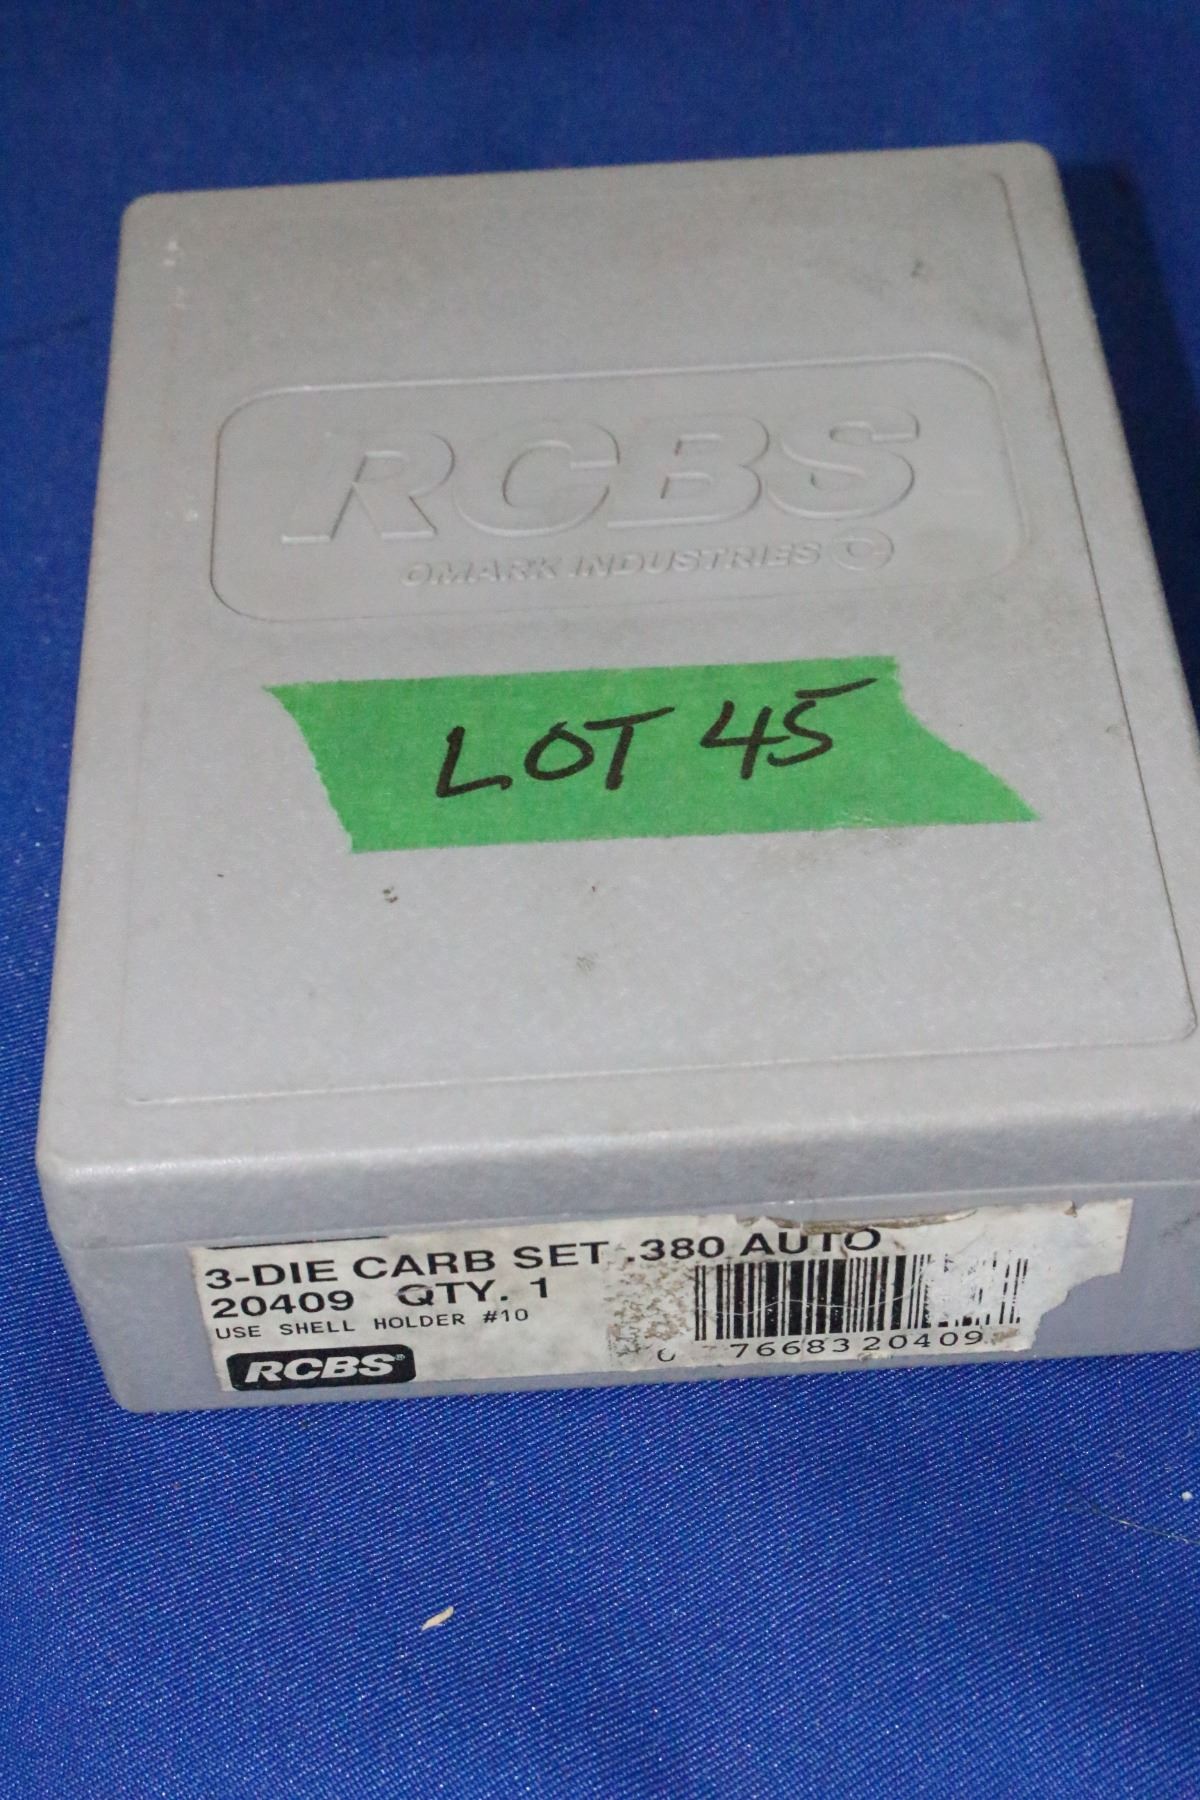 RCBS
OMARK INDUSTRIES C
LOT 45
3-DIE CARB SET .380 AUTO
20409 QTY. 1
USE SHELL HOLDER #10
RCBS®
0 76683 20409